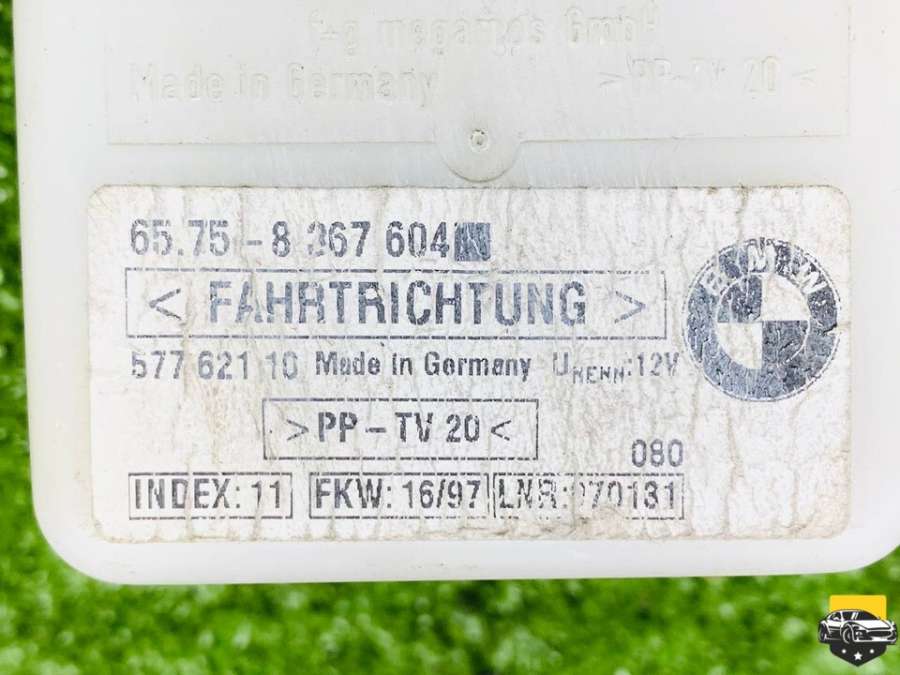 f+g megamos GmbH
Made in Germany >PP-TV 20<
65.75-8 367 604
< FAHRTRICHTUNG >
BMW
577 621 10 Made in Germany UNENN:12V
>PP-TV 20<
080
INDEX: 11 FKW: 16/97 LNR: 970131